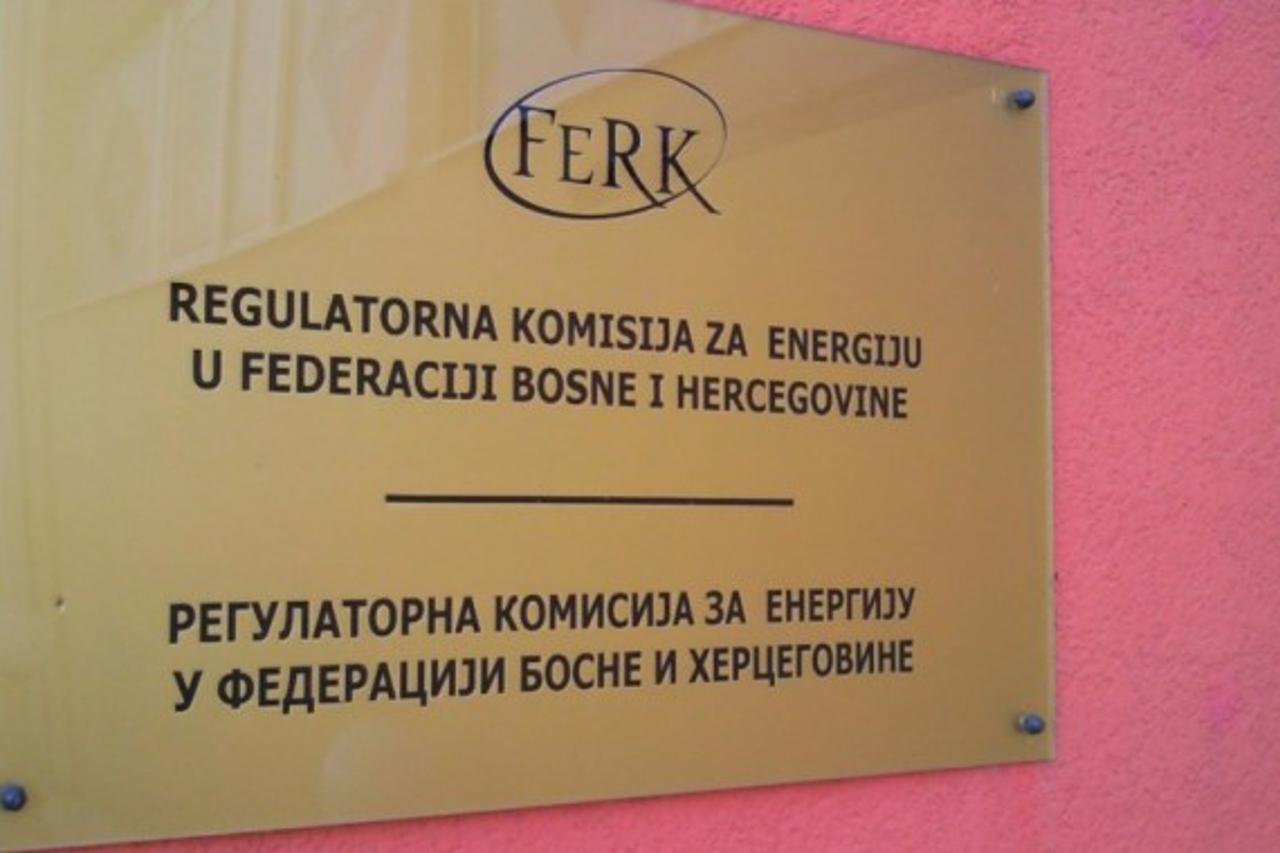 FERK
REGULATORNA KOMISIJA ZA ENERGIJU
U FEDERACIJI BOSNE I HERCEGOVINE
РЕГУЛАТОРНА КОМИСИЈА ЗА ЕНЕРГИЈУ
У ФЕДЕРАЦИЈИ БОСНЕ И ХЕРЦЕГОВИНЕ